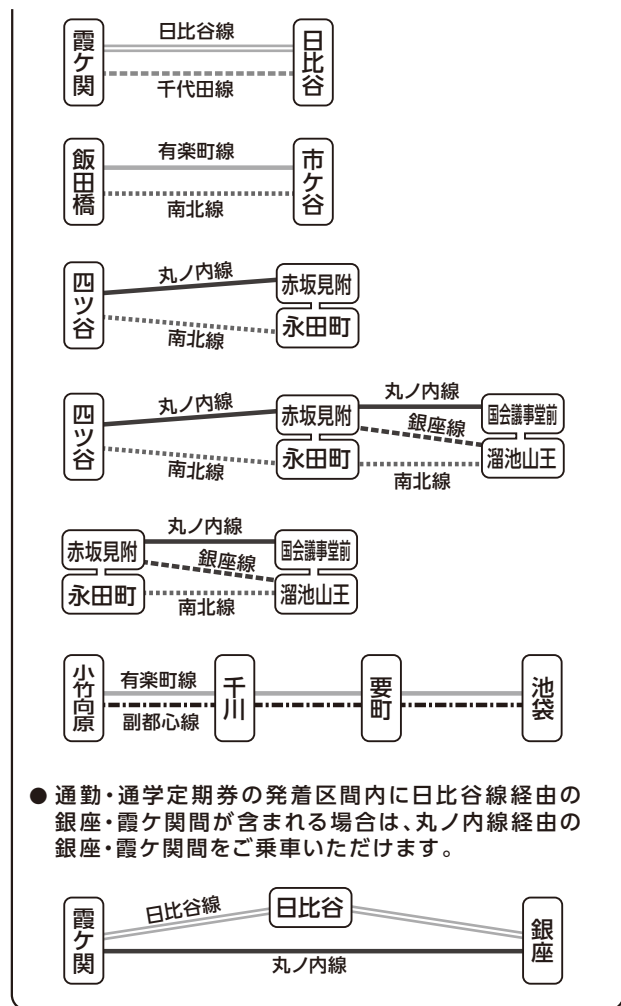 霞ケ関
日比谷線
千代田線
日比谷
飯田橋
有楽町線
南北線
市ケ谷
四ツ谷
丸ノ内線
南北線
赤坂見附
永田町
四ツ谷
丸ノ内線
南北線
赤坂見附
永田町
丸ノ内線
銀座線
南北線
国会議事堂前
溜池山王
赤坂見附
永田町
丸ノ内線
銀座線
南北線
国会議事堂前
溜池山王
小竹向原
有楽町線
副都心線
千川
要町
池袋
● 通勤・通学定期券の発着区間内に日比谷線経由の
銀座・霞ケ関間が含まれる場合は、丸ノ内線経由の
銀座・霞ケ関間をご乗車いただけます。
霞ケ関
日比谷線
日比谷
丸ノ内線
銀座